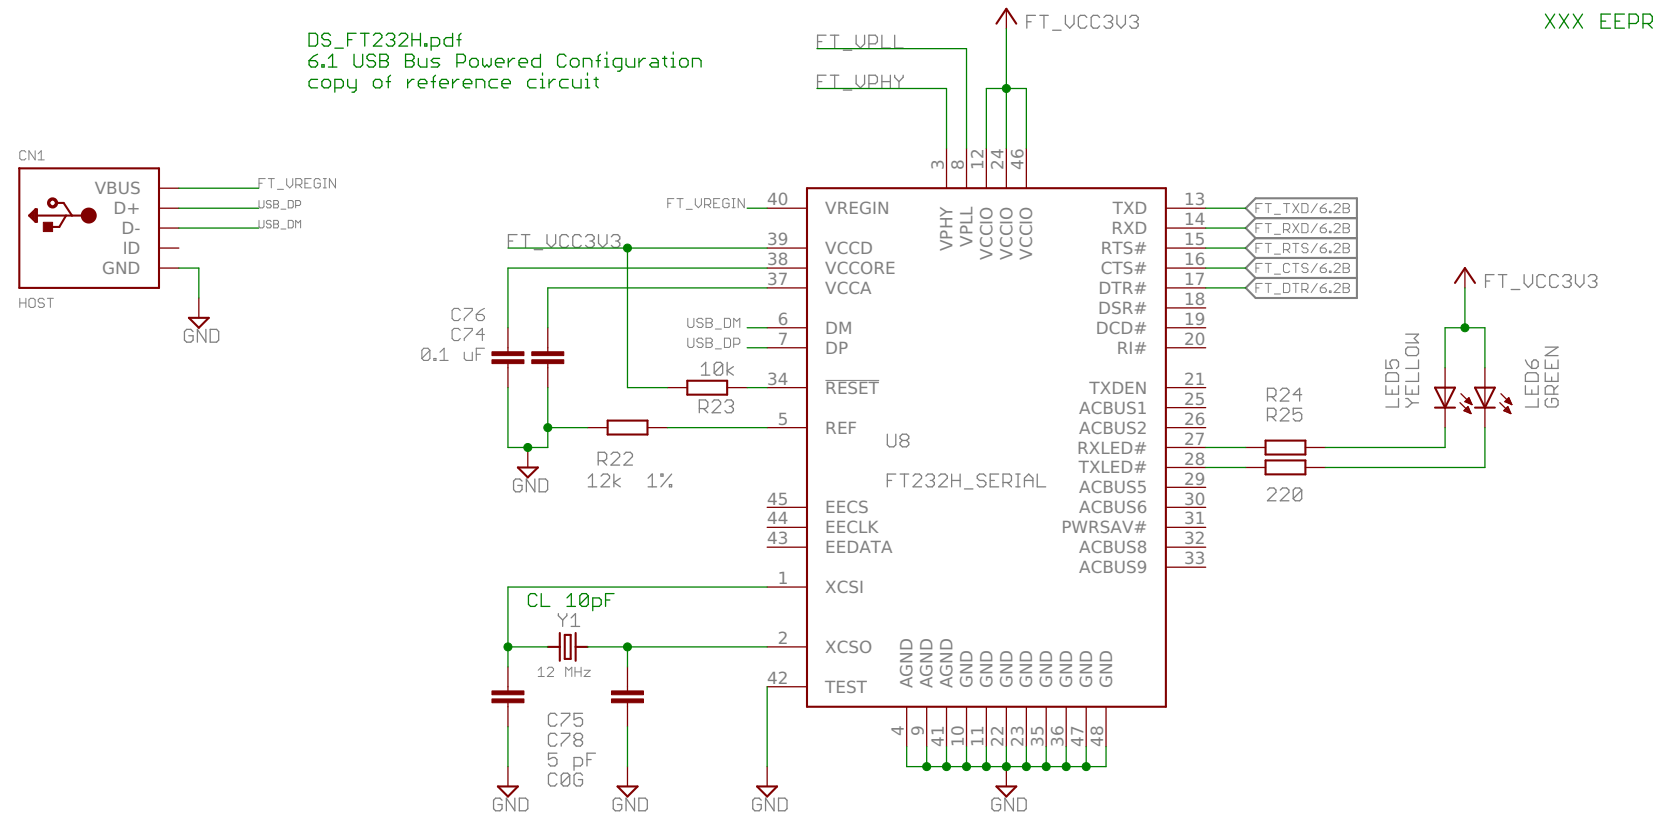 DS_FT232H.pdf
6.1 USB Bus Powered Configuration
copy of reference circuit
XXX EEPR
FT_VCC3V3
FT_VPLL
FT_VPHY
CN1
VBUS
D+
D-
ID
GND
HOST
FT_VREGIN
USB_DP
USB_DM
GND
FT_VREGIN
FT_VCC3V3
C76
C74
0.1 uF
USB_DM
USB_DP
10k
R23
R22
12k 1%
GND
CL 10pF
Y1
12 MHz
C75
C78
5 pF
C0G
GND
GND
GND
3
8
12
24
46
VPHY
VPLL
VCCIO
VCCIO
VCCIO
40 VREGIN
39 VCCD
38 VCCORE
37 VCCA
6 DM
7 DP
34 RESET
5 REF
45 EECS
44 EECLK
43 EEDATA
1 XCSI
2 XCSO
42 TEST
U8
FT232H_SERIAL
TXD 13 FT_TXD/6.2B
RXD 14 FT_RXD/6.2B
RTS# 15 FT_RTS/6.2B
CTS# 16 FT_CTS/6.2B
DTR# 17 FT_DTR/6.2B
DSR# 18
DCD# 19
RI# 20
TXDEN 21
ACBUS1 25
ACBUS2 26
RXLED# 27
TXLED# 28
ACBUS5 29
ACBUS6 30
PWRSAV# 31
ACBUS8 32
ACBUS9 33
AGND
AGND
AGND
GND
GND
GND
GND
GND
GND
GND
GND
4
9
41
10
11
22
23
35
36
47
48
GND
R24
R25
220
FT_VCC3V3
LED5
YELLOW
LED6
GREEN